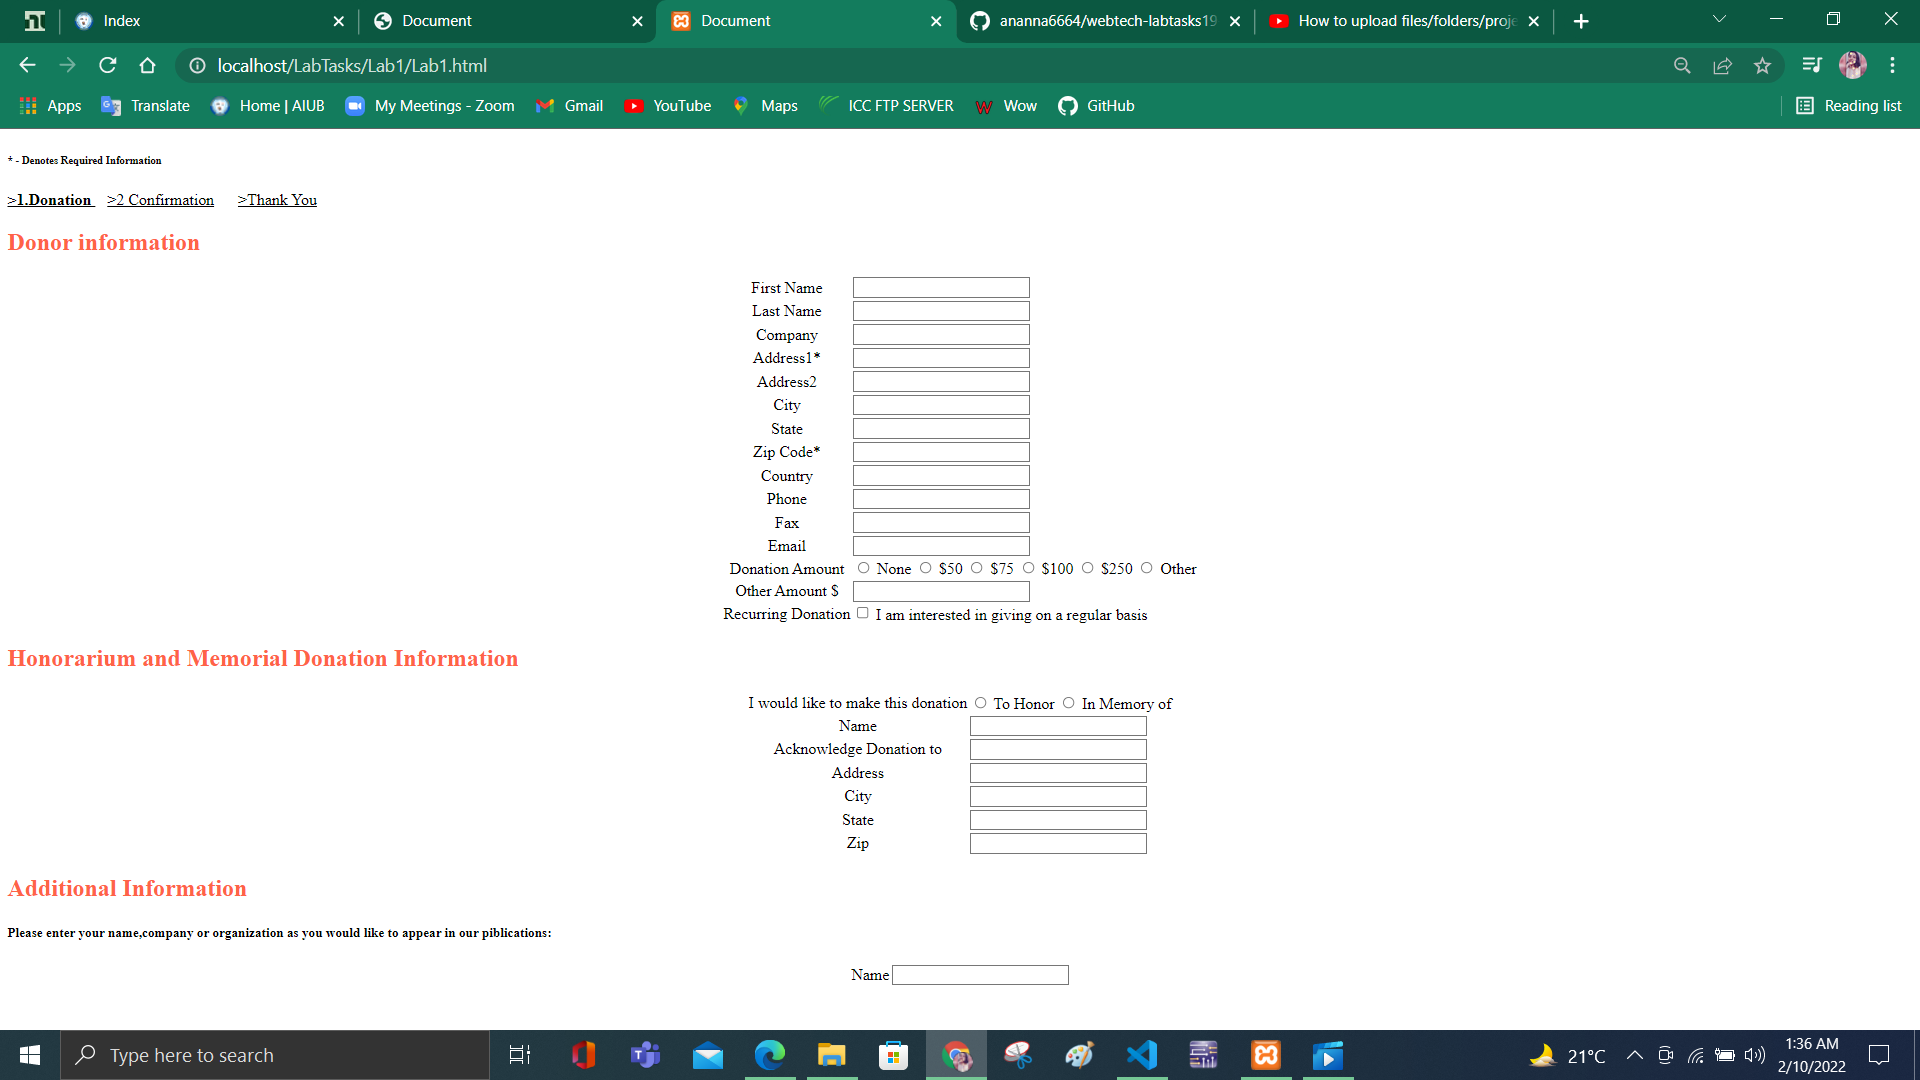 Index
Document
Document
ananna6664/webtech-labtasks19
How to upload files/folders/proje
localhost/LabTasks/Lab1/Lab1.html
Apps Translate Home | AIUB My Meetings - Zoom Gmail YouTube Maps ICC FTP SERVER Wow GitHub Reading list
* - Denotes Required Information
>1.Donation >2 Confirmation >Thank You
Donor information
First Name
Last Name
Company
Address1*
Address2
City
State
Zip Code*
Country
Phone
Fax
Email
Donation Amount None $50 $75 $100 $250 Other
Other Amount $
Recurring Donation I am interested in giving on a regular basis
Honorarium and Memorial Donation Information
I would like to make this donation To Honor In Memory of
Name
Acknowledge Donation to
Address
City
State
Zip
Additional Information
Please enter your name,company or organization as you would like to appear in our piblications:
Name
Type here to search
21°C
1:36 AM
2/10/2022